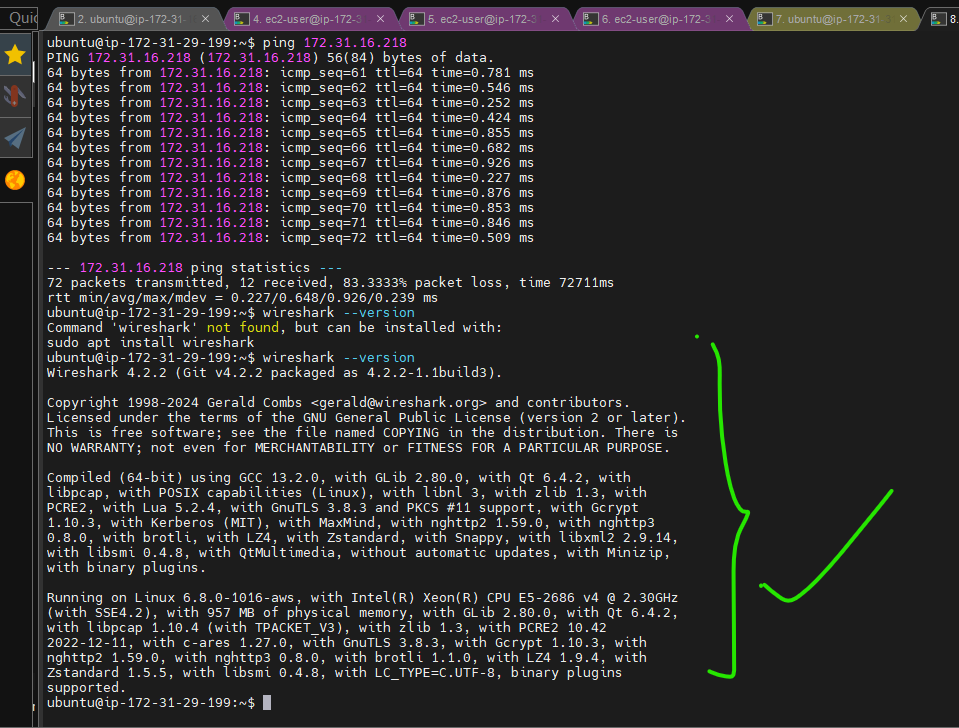 Quic
2. ubuntu@ip-172-31-
4. ec2-user@ip-172-3
5. ec2-user@ip-172-3
6. ec2-user@ip-172-3
7. ubuntu@ip-172-31-
8.
ubuntu@ip-172-31-29-199:~$ ping 172.31.16.218
PING 172.31.16.218 (172.31.16.218) 56(84) bytes of data.
64 bytes from 172.31.16.218: icmp_seq=61 ttl=64 time=0.781 ms
64 bytes from 172.31.16.218: icmp_seq=62 ttl=64 time=0.546 ms
64 bytes from 172.31.16.218: icmp_seq=63 ttl=64 time=0.252 ms
64 bytes from 172.31.16.218: icmp_seq=64 ttl=64 time=0.424 ms
64 bytes from 172.31.16.218: icmp_seq=65 ttl=64 time=0.855 ms
64 bytes from 172.31.16.218: icmp_seq=66 ttl=64 time=0.682 ms
64 bytes from 172.31.16.218: icmp_seq=67 ttl=64 time=0.926 ms
64 bytes from 172.31.16.218: icmp_seq=68 ttl=64 time=0.227 ms
64 bytes from 172.31.16.218: icmp_seq=69 ttl=64 time=0.876 ms
64 bytes from 172.31.16.218: icmp_seq=70 ttl=64 time=0.853 ms
64 bytes from 172.31.16.218: icmp_seq=71 ttl=64 time=0.846 ms
64 bytes from 172.31.16.218: icmp_seq=72 ttl=64 time=0.509 ms
--- 172.31.16.218 ping statistics ---
72 packets transmitted, 12 received, 83.3333% packet loss, time 72711ms
rtt min/avg/max/mdev = 0.227/0.648/0.926/0.239 ms
ubuntu@ip-172-31-29-199:~$ wireshark --version
Command 'wireshark' not found, but can be installed with:
sudo apt install wireshark
ubuntu@ip-172-31-29-199:~$ wireshark --version
Wireshark 4.2.2 (Git v4.2.2 packaged as 4.2.2-1.1build3).
Copyright 1998-2024 Gerald Combs <gerald@wireshark.org> and contributors.
Licensed under the terms of the GNU General Public License (version 2 or later).
This is free software; see the file named COPYING in the distribution. There is
NO WARRANTY; not even for MERCHANTABILITY or FITNESS FOR A PARTICULAR PURPOSE.
Compiled (64-bit) using GCC 13.2.0, with GLib 2.80.0, with Qt 6.4.2, with
libpcap, with POSIX capabilities (Linux), with libnl 3, with zlib 1.3, with
PCRE2, with Lua 5.2.4, with GnuTLS 3.8.3 and PKCS #11 support, with Gcrypt
1.10.3, with Kerberos (MIT), with MaxMind, with nghttp2 1.59.0, with nghttp3
0.8.0, with brotli, with LZ4, with Zstandard, with Snappy, with libxml2 2.9.14,
with libsmi 0.4.8, with QtMultimedia, without automatic updates, with Minizip,
with binary plugins.
Running on Linux 6.8.0-1016-aws, with Intel(R) Xeon(R) CPU E5-2686 v4 @ 2.30GHz
(with SSE4.2), with 957 MB of physical memory, with GLib 2.80.0, with Qt 6.4.2,
with libpcap 1.10.4 (with TPACKET_V3), with zlib 1.3, with PCRE2 10.42
2022-12-11, with c-ares 1.27.0, with GnuTLS 3.8.3, with Gcrypt 1.10.3, with
nghttp2 1.59.0, with nghttp3 0.8.0, with brotli 1.1.0, with LZ4 1.9.4, with
Zstandard 1.5.5, with libsmi 0.4.8, with LC_TYPE=C.UTF-8, binary plugins
supported.
ubuntu@ip-172-31-29-199:~$